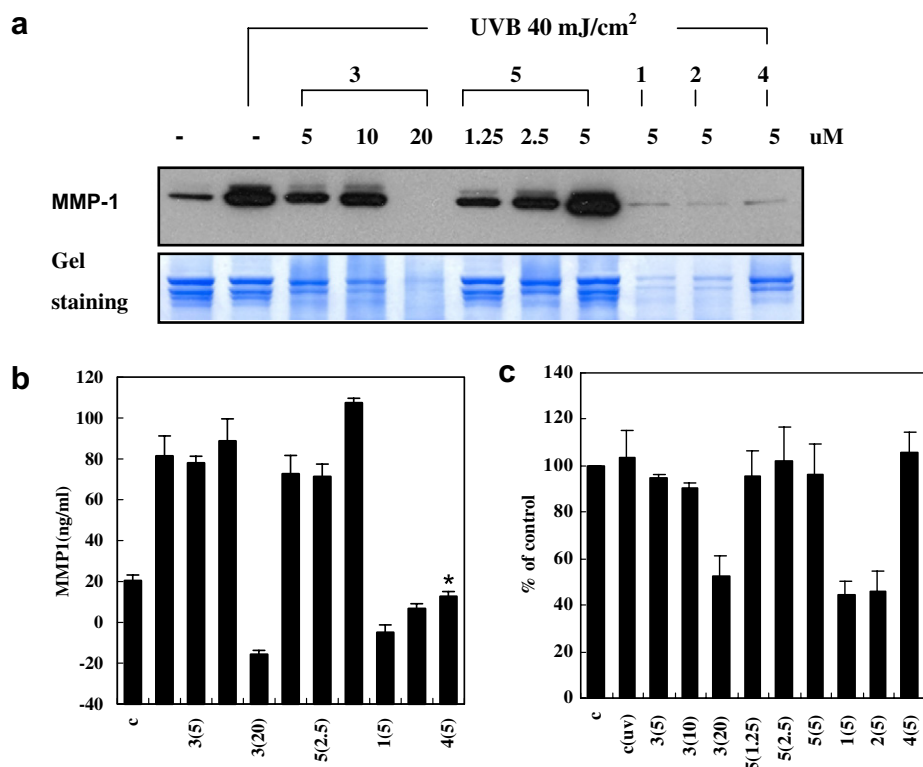 a
UVB 40 mJ/cm²
3 5 1 2 4
- - 5 10 20 1.25 2.5 5 5 5 5 uM
MMP-1
Gel
staining
b
MMP1(ng/ml)
120
100
80
60
40
20
0
-20
-40
*
c 3(5) 3(20) 5(2.5) 1(5) 4(5)
c
% of control
140
120
100
80
60
40
20
0
c c(uv) 3(5) 3(10) 3(20) 5(1.25) 5(2.5) 5(5) 1(5) 2(5) 4(5)